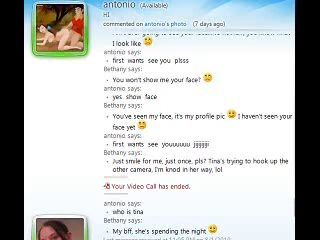 antonio (Available)
HI
commented on antonio's photo (7 days ago)
I look like
antonio says:
first wants see you plsss
Bethany says:
You won't show me your face?
antonio says:
yes show face
Bethany says:
You've seen my face, it's my profile pic I haven't seen your
face yet
antonio says:
first wants see youuuuuu jijijijiji
Bethany says:
Just smile for me, just once, pls? Tina's trying to hook up the
other camera, I'm knod in her way, lol
Your Video Call has ended.
antonio says:
who is tina
Bethany says:
My bff, she's spending the night